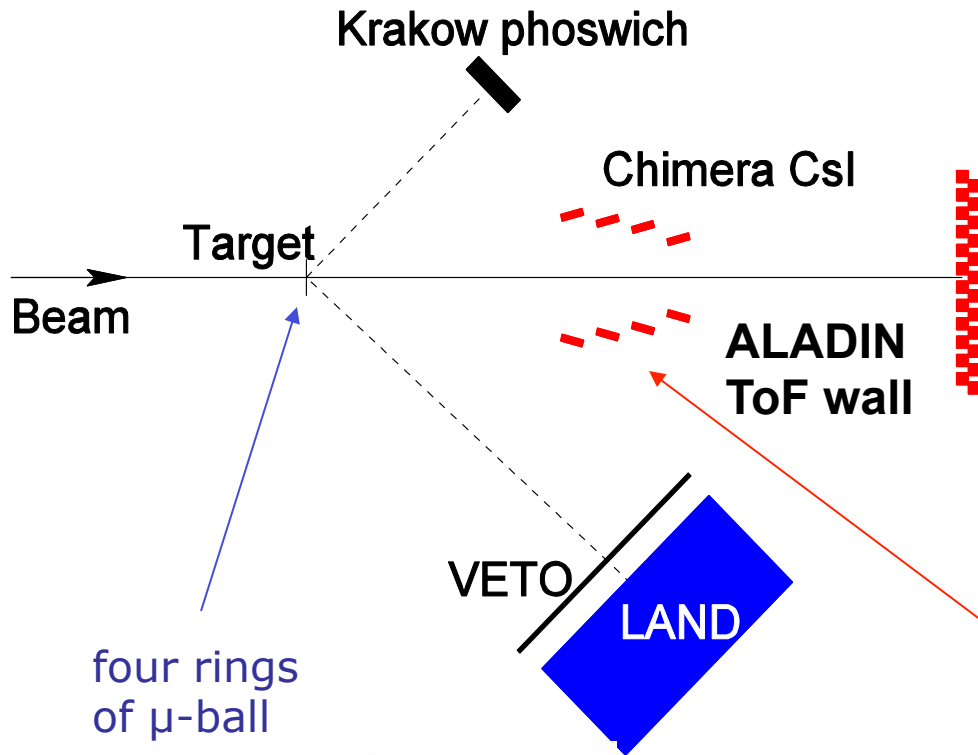 Krakow phoswich
Chimera CsI
Target
Beam
ALADIN
ToF wall
VETO
LAND
four rings
of µ-ball